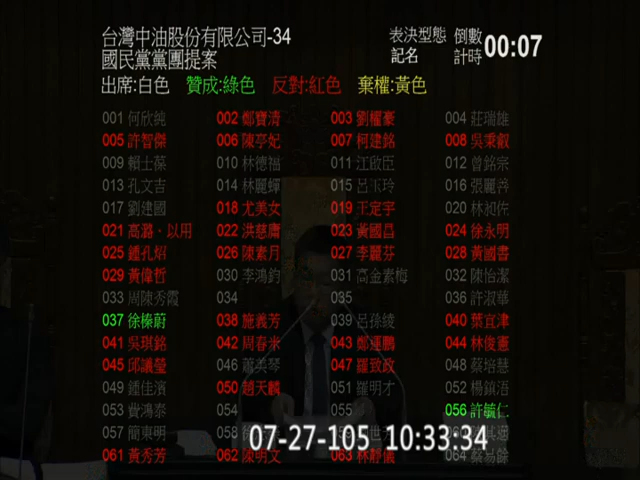 台灣中油股份有限公司-34
國民黨黨團提案
表決型態 倒數
記名 計時 00:07
出席:白色 贊成:綠色 反對:紅色 棄權:黃色
001 何欣純 002 鄭寶清 003 劉櫂豪 004 莊瑞雄
005 許智傑 006 陳亭妃 007 柯建銘 008 吳秉叡
009 賴士葆 010 林德福 011 江啟臣 012 曾銘宗
013 孔文吉 014 林麗蟬 015 呂玉玲 016 張麗善
017 劉建國 018 尤美女 019 王定宇 020 林昶佐
021 高潞．以用 022 洪慈庸 023 黃國昌 024 徐永明
025 鍾孔炤 026 陳素月 027 李麗芬 028 黃國書
029 黃偉哲 030 李鴻鈞 031 高金素梅 032 陳怡潔
033 周陳秀霞 034 035 036 許淑華
037 徐榛蔚 038 施義芳 039 呂孫綾 040 葉宜津
041 吳琪銘 042 周春米 043 鄭運鵬 044 林俊憲
045 邱議瑩 046 蕭美琴 047 羅致政 048 蔡培慧
049 鍾佳濱 050 趙天麟 051 羅明才 052 楊鎮浯
053 費鴻泰 054 055 056 許毓仁
057 簡東明 058
07-27-105 10:33:34
061 黃秀芳 062 陳明文 063 林靜儀 064 蔡易餘